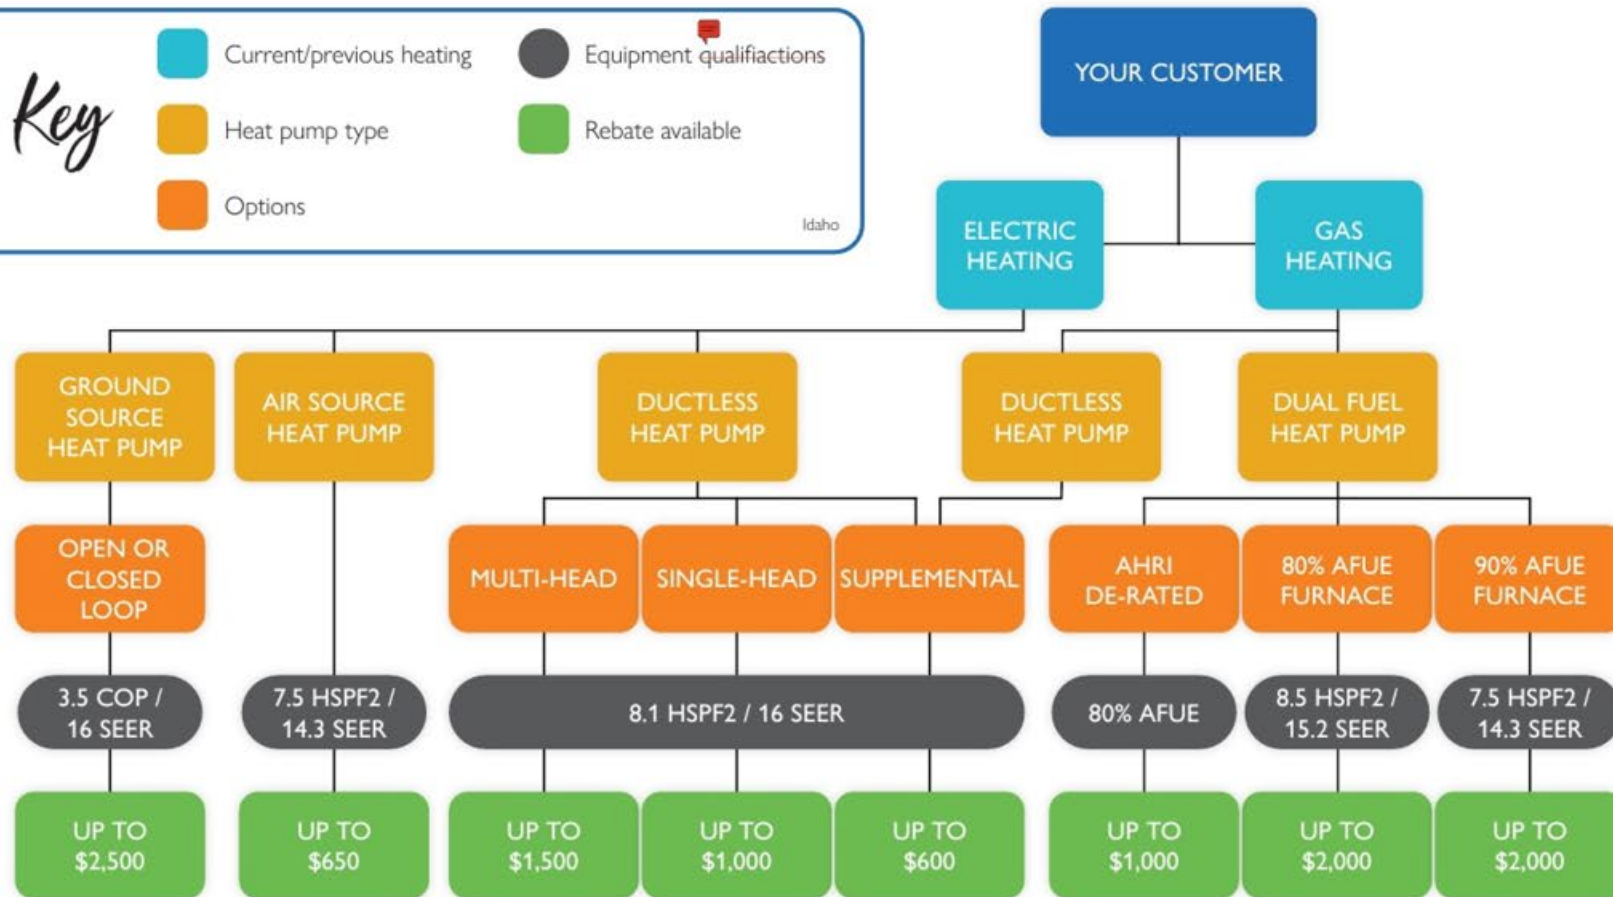 Key
Current/previous heating
Heat pump type
Options
Equipment qualifiactions
Rebate available
Idaho
YOUR CUSTOMER
ELECTRIC
HEATING
GAS
HEATING
GROUND
SOURCE
HEAT PUMP
AIR SOURCE
HEAT PUMP
DUCTLESS
HEAT PUMP
DUCTLESS
HEAT PUMP
DUAL FUEL
HEAT PUMP
OPEN OR
CLOSED
LOOP
MULTI-HEAD
SINGLE-HEAD
SUPPLEMENTAL
AHRI
DE-RATED
80% AFUE
FURNACE
90% AFUE
FURNACE
3.5 COP /
16 SEER
7.5 HSPF2 /
14.3 SEER
8.1 HSPF2 / 16 SEER
80% AFUE
8.5 HSPF2 /
15.2 SEER
7.5 HSPF2 /
14.3 SEER
UP TO
$2,500
UP TO
$650
UP TO
$1,500
UP TO
$1,000
UP TO
$600
UP TO
$1,000
UP TO
$2,000
UP TO
$2,000